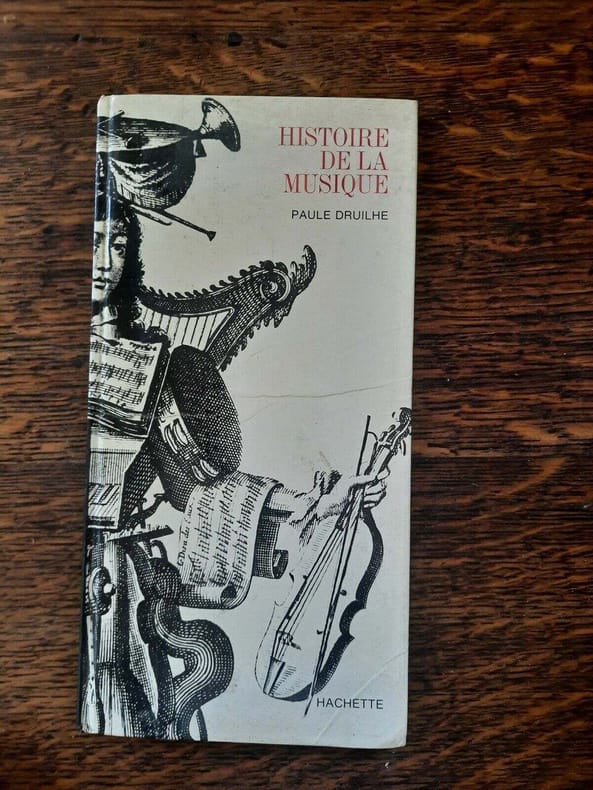 HISTOIRE
DE LA
MUSIQUE
PAULE DRUILHE
HACHETTE